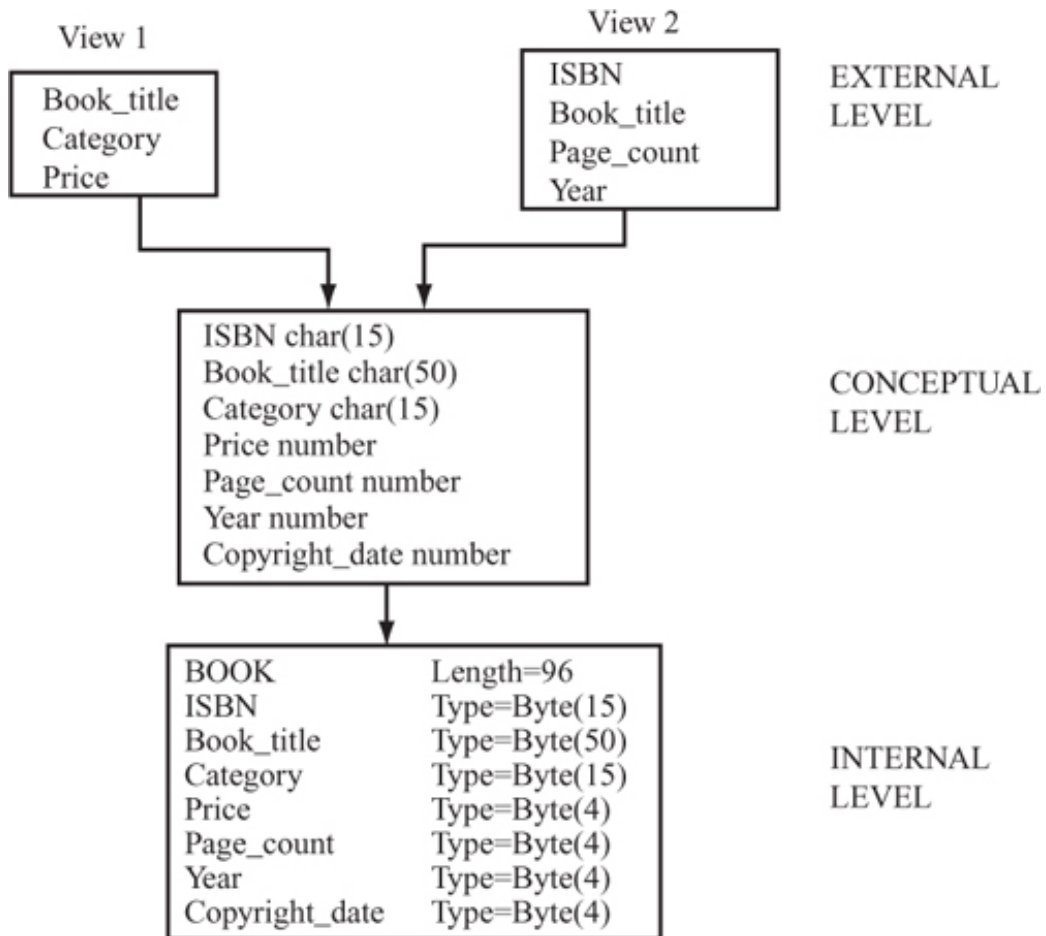 View 1
Book_title
Category
Price
View 2
ISBN
Book_title
Page_count
Year
EXTERNAL
LEVEL
ISBN char(15)
Book_title char(50)
Category char(15)
Price number
Page_count number
Year number
Copyright_date number
CONCEPTUAL
LEVEL
BOOK Length=96
ISBN Type=Byte(15)
Book_title Type=Byte(50)
Category Type=Byte(15)
Price Type=Byte(4)
Page_count Type=Byte(4)
Year Type=Byte(4)
Copyright_date Type=Byte(4)
INTERNAL
LEVEL